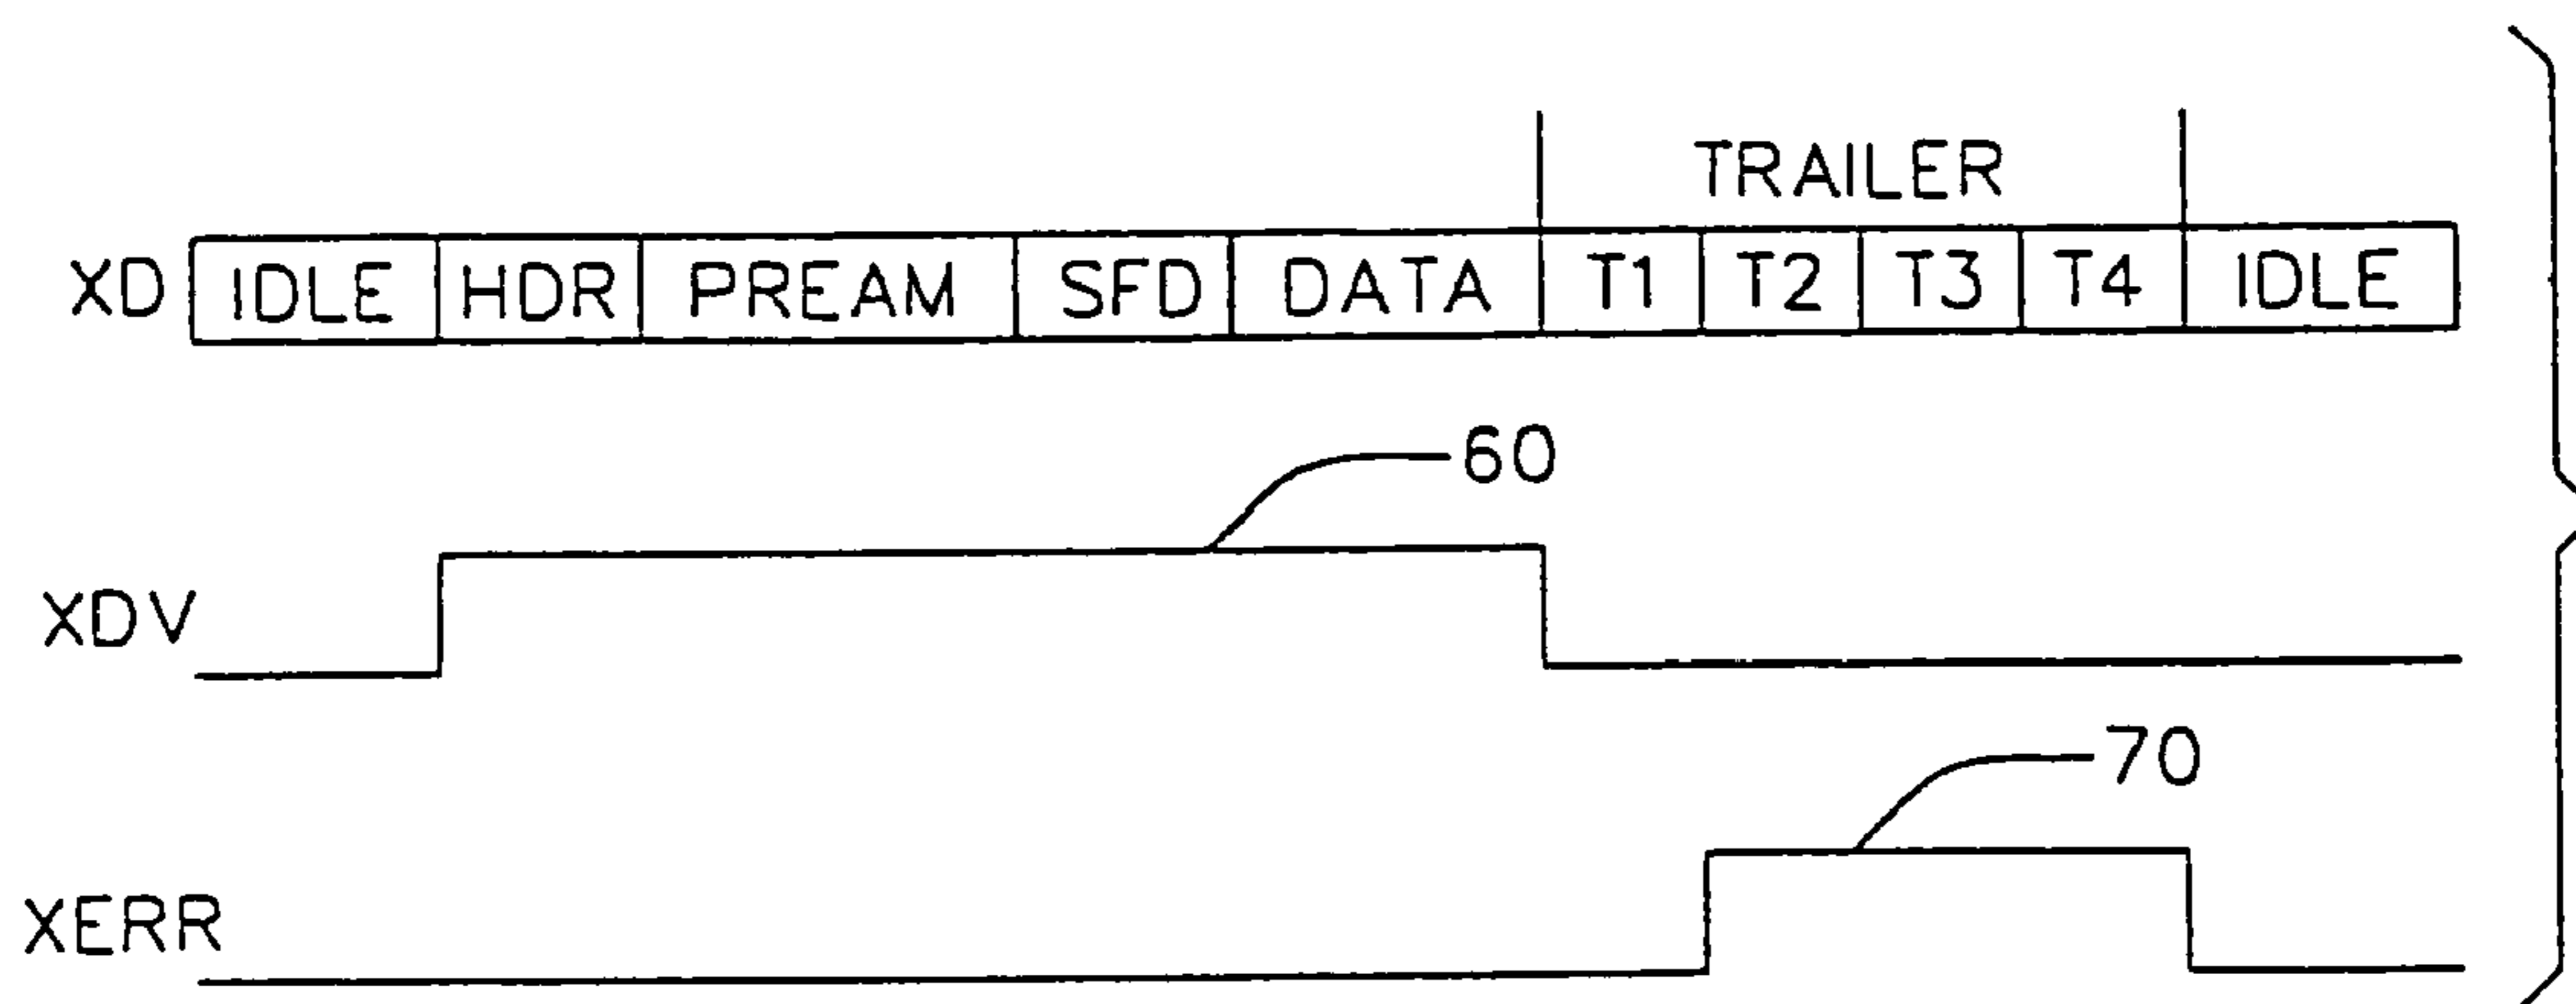 TRAILER
XD IDLE HDR PREAM SFD DATA T1 T2 T3 T4 IDLE
60
XDV
70
XERR